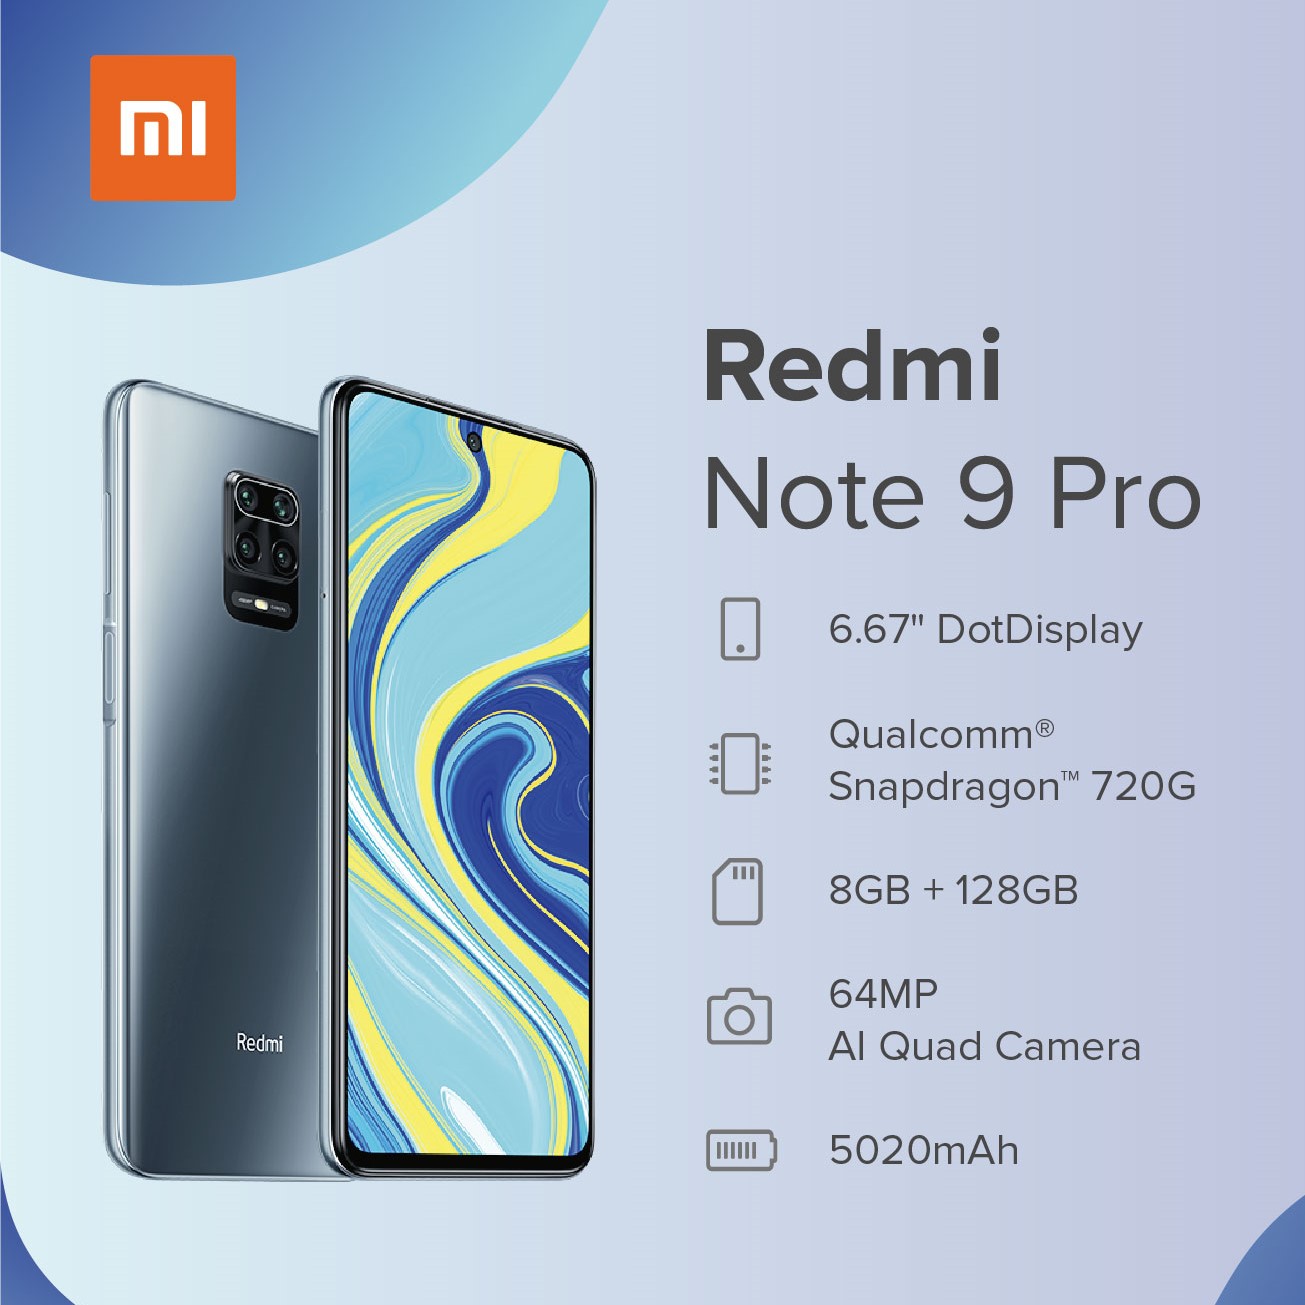 mi
Redmi
Note 9 Pro
6.67" DotDisplay
Qualcomm®
Snapdragon™ 720G
8GB + 128GB
64MP
AI Quad Camera
5020mAh
Redmi